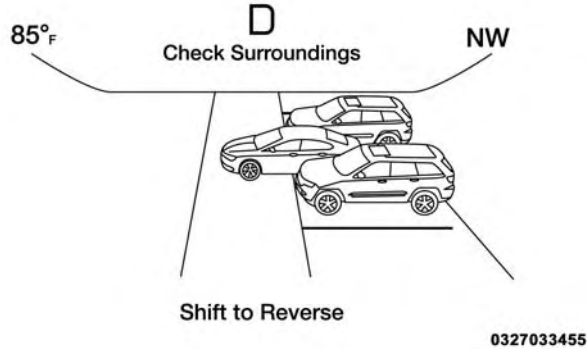 D
85°F
Check Surroundings
NW
Shift to Reverse
0327033455